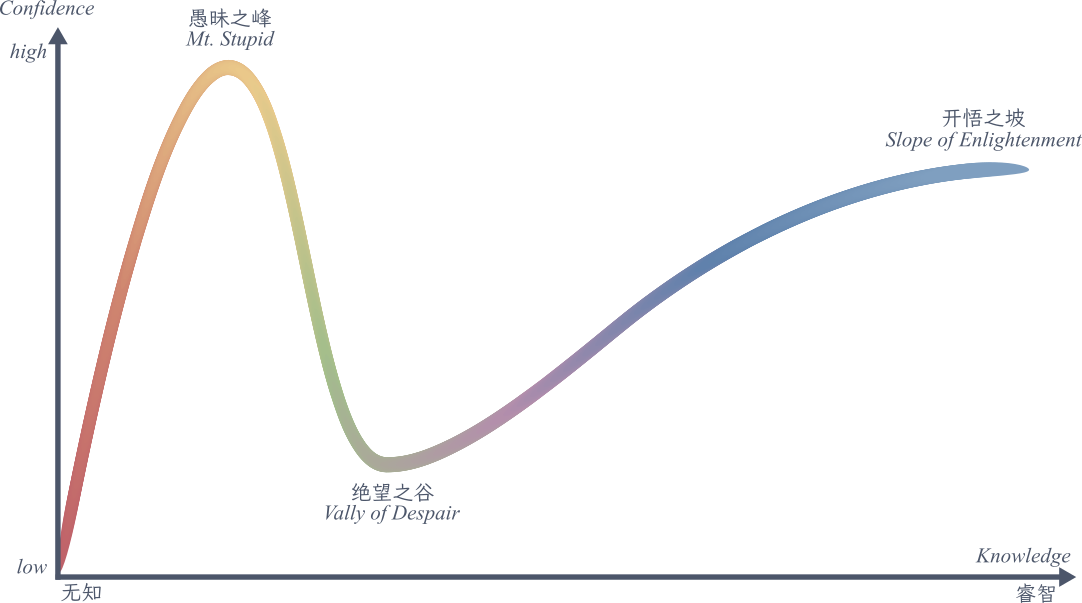 Confidence
愚昧之峰
Mt. Stupid
high
开悟之坡
Slope of Enlightenment
绝望之谷
Vally of Despair
Knowledge
low
无知
睿智